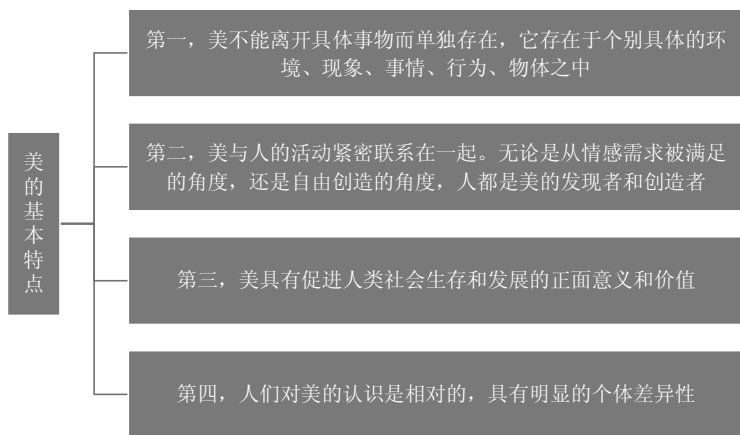 美的基本特点
第一，美不能离开具体事物而单独存在，它存在于个别具体的环
境、现象、事情、行为、物体之中
第二，美与人的活动紧密联系在一起。无论是从情感需求被满足
的角度，还是自由创造的角度，人都是美的发现者和创造者
第三，美具有促进人类社会生存和发展的正面意义和价值
第四，人们对美的认识是相对的，具有明显的个体差异性